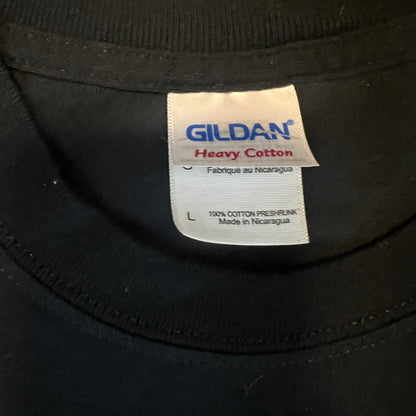 GILDAN®
Heavy Cotton
Fabriqué au Nicaragua
L
100% COTTON PRESHRUNK
Made in Nicaragua